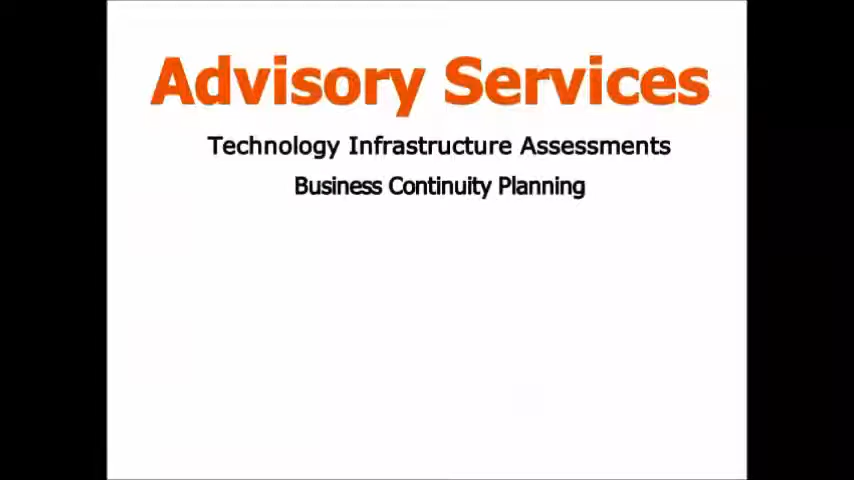 Advisory Services
Technology Infrastructure Assessments
Business Continuity Planning